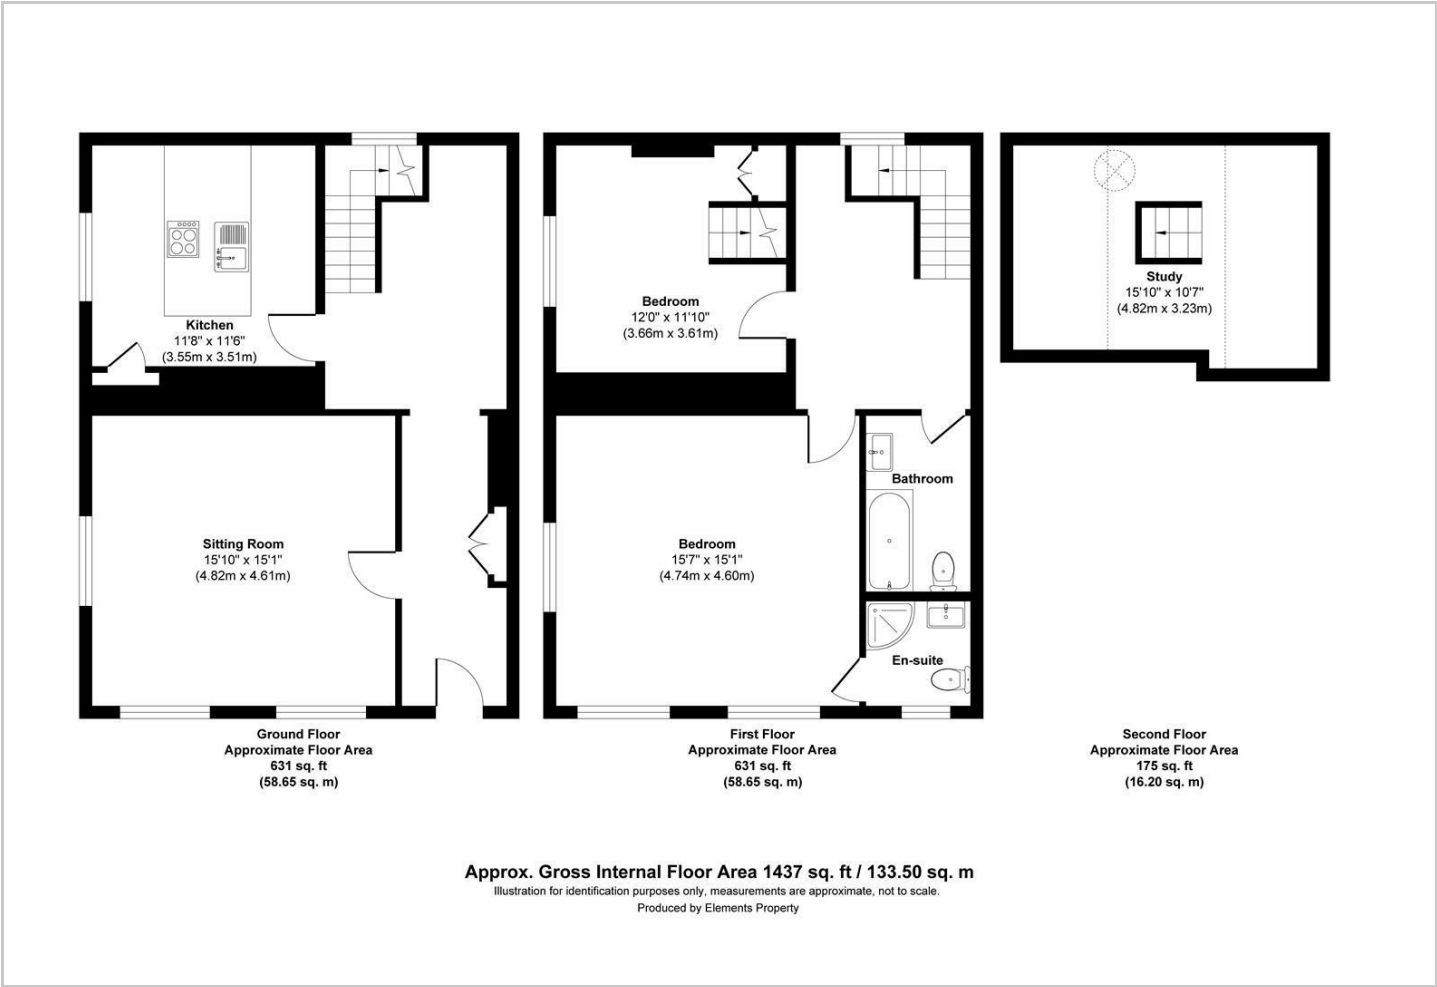 Kitchen
11'8" x 11'6"
(3.55m x 3.51m)
Sitting Room
15'10" x 15'1"
(4.82m x 4.61m)
Ground Floor
Approximate Floor Area
631 sq. ft
(58.65 sq. m)
Bedroom
12'0" x 11'10"
(3.66m x 3.61m)
Bedroom
15'7" x 15'1"
(4.74m x 4.60m)
Bathroom
En-suite
First Floor
Approximate Floor Area
631 sq. ft
(58.65 sq. m)
Study
15'10" x 10'7"
(4.82m x 3.23m)
Second Floor
Approximate Floor Area
175 sq. ft
(16.20 sq. m)
Approx. Gross Internal Floor Area 1437 sq. ft / 133.50 sq. m
Illustration for identification purposes only, measurements are approximate, not to scale.
Produced by Elements Property